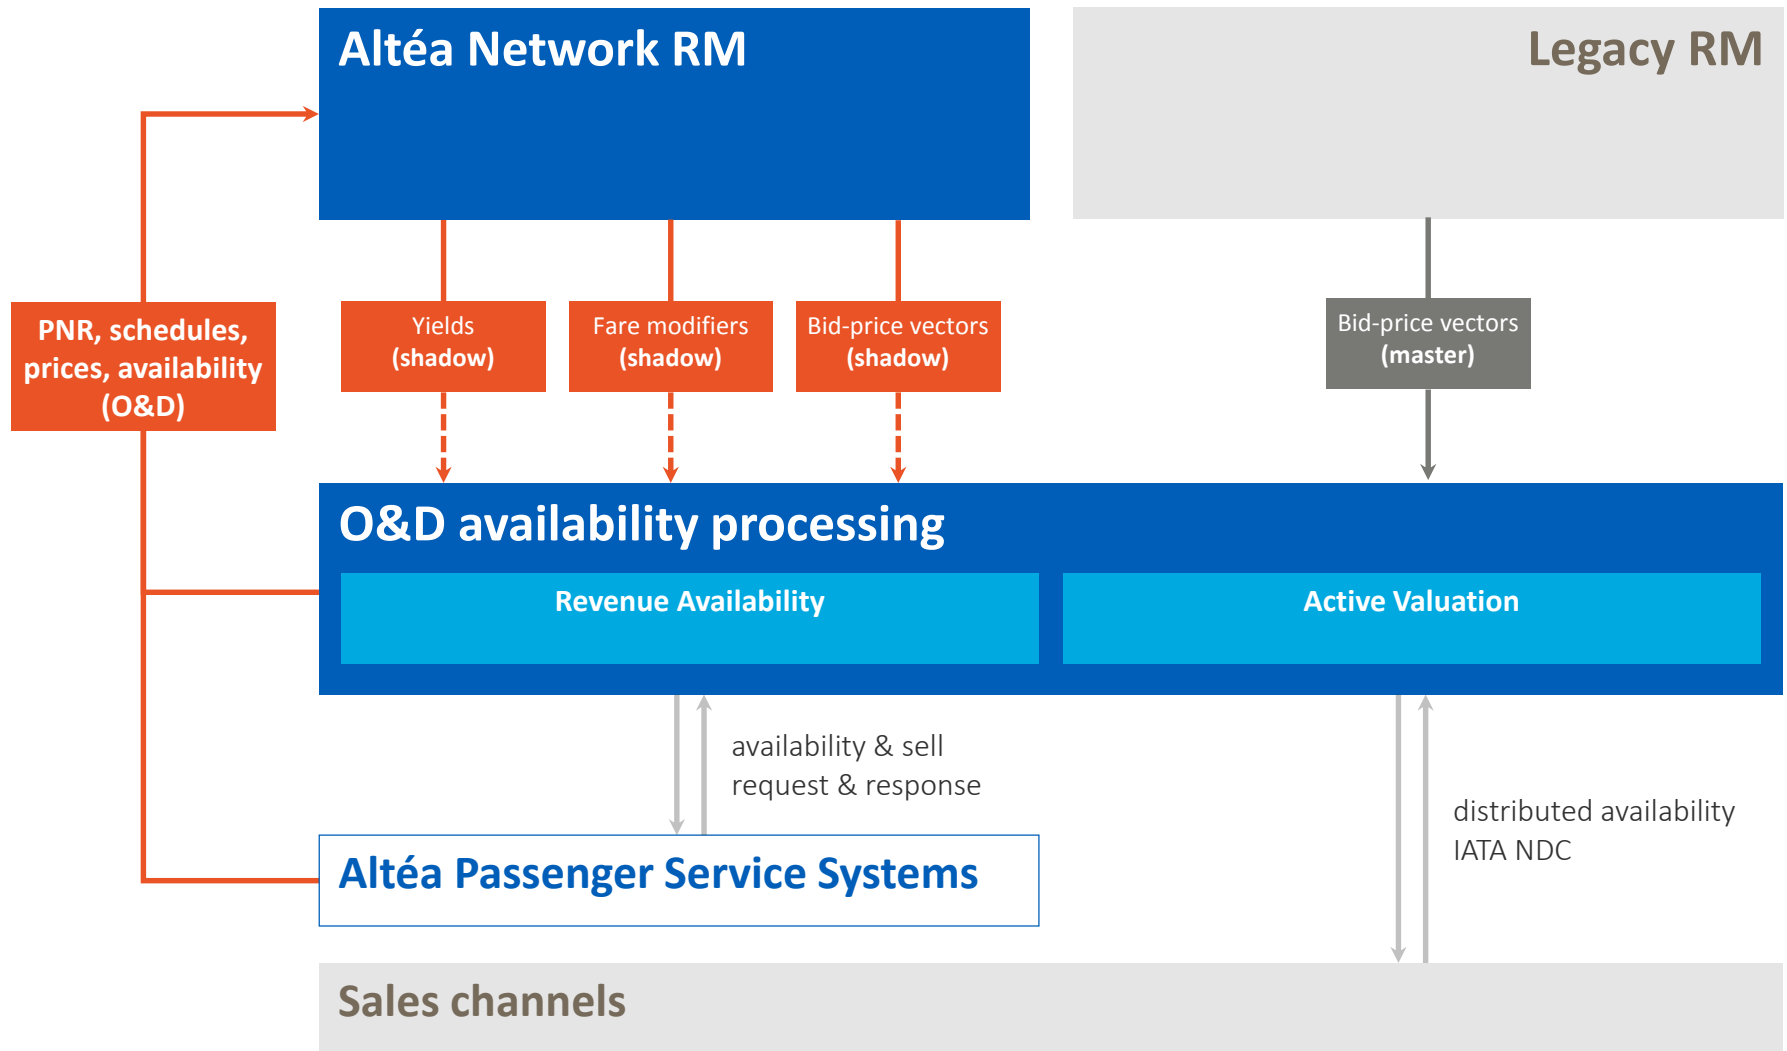 Altéa Network RM
Legacy RM
PNR, schedules,
prices, availability
(O&D)
Yields
(shadow)
Fare modifiers
(shadow)
Bid-price vectors
(shadow)
Bid-price vectors
(master)
O&D availability processing
Revenue Availability
Active Valuation
availability & sell
request & response
distributed availability
IATA NDC
Altéa Passenger Service Systems
Sales channels